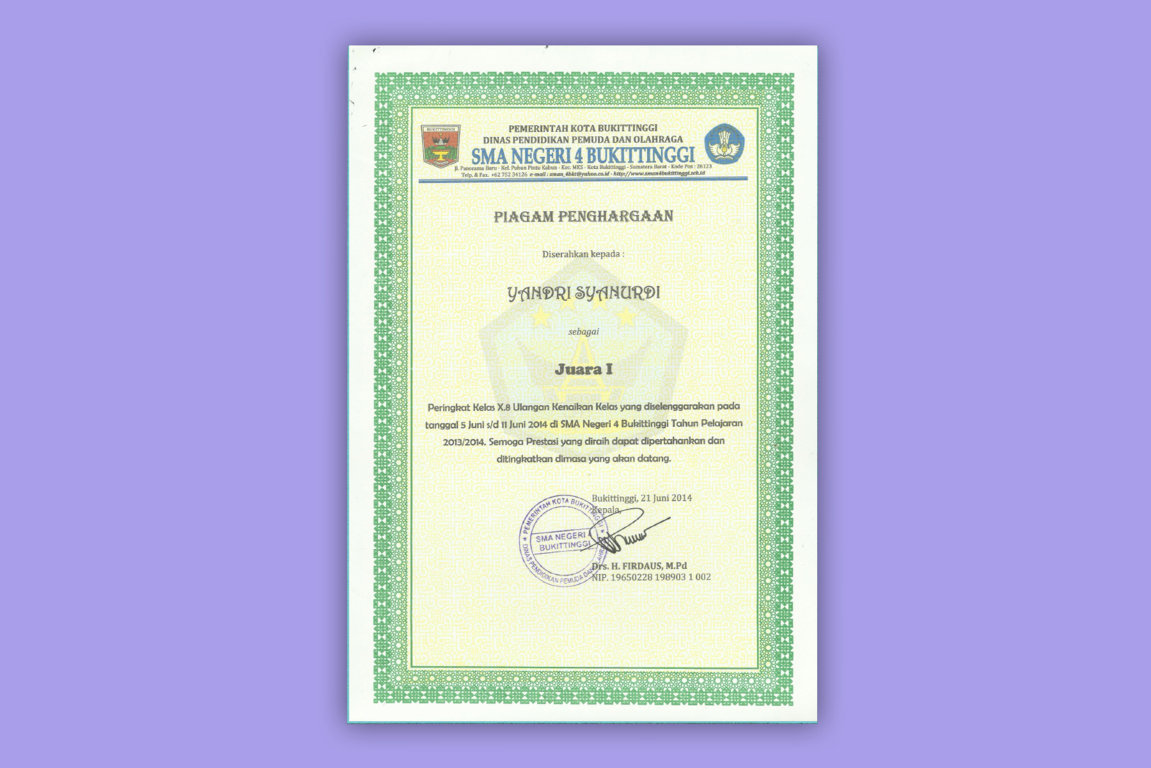 BUKITTINGGI
PEMERINTAH KOTA BUKITTINGGI
DINAS PENDIDIKAN PEMUDA DAN OLAHRAGA
SMA NEGERI 4 BUKITTINGGI
Jl. Panorama Baru - Kel. Puhun Pintu Kabun - Kec. MKS - Kota Bukittinggi - Sumatera Barat - Kode Pos : 26123
Telp. & Fax. +62 752 34126 e-mail : sman_4bkt@yahoo.co.id - http://www.sman4bukittinggi.sch.id
PIAGAM PENGHARGAAN
Diserahkan kepada :
YANDRI SYANURDI
sebagai
Juara I
Peringkat Kelas X.8 Ulangan Kenaikan Kelas yang diselenggarakan pada
tanggal 5 Juni s/d 11 Juni 2014 di SMA Negeri 4 Bukittinggi Tahun Pelajaran
2013/2014. Semoga Prestasi yang diraih dapat dipertahankan dan
ditingkatkan dimasa yang akan datang.
Bukittinggi, 21 Juni 2014
Kepala,
PEMERINTAH KOTA BUKITTINGGI
SMA NEGERI
BUKITTINGGI
DINAS PENDIDIKAN PEMUDA DAN
Drs. H. FIRDAUS, M.Pd
NIP. 19650228 198903 1 002